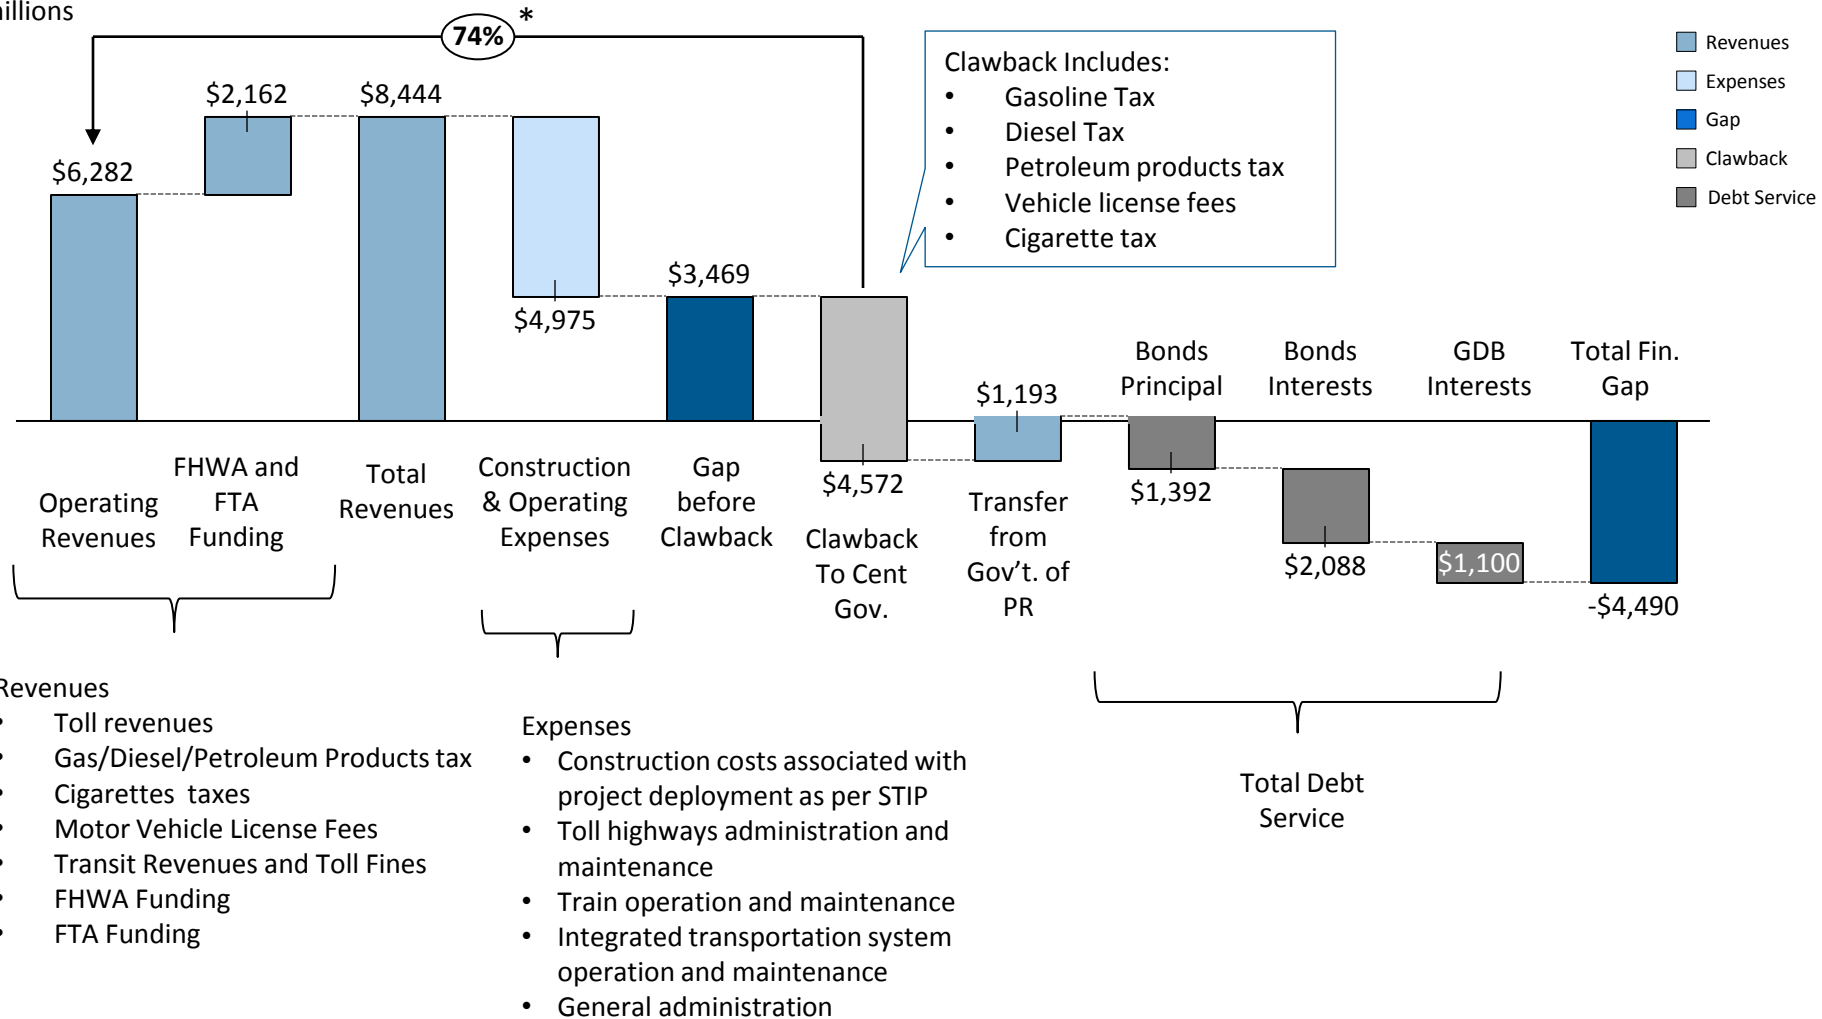 74%
*
$2,162
$8,444
$6,282
$4,975
$3,469
$4,572
$1,193
$1,392
$2,088
$1,100
-$4,490
Clawback Includes:
• Gasoline Tax
• Diesel Tax
• Petroleum products tax
• Vehicle license fees
• Cigarette tax
Revenues
Expenses
Gap
Clawback
Debt Service
Bonds
Principal
Bonds
Interests
GDB
Interests
Total Fin.
Gap
Operating
Revenues
FHWA and
FTA
Funding
Total
Revenues
Construction
& Operating
Expenses
Gap
before
Clawback
Clawback
To Cent
Gov.
Transfer
from
Gov't. of
PR
Revenues
• Toll revenues
• Gas/Diesel/Petroleum Products tax
• Cigarettes taxes
• Motor Vehicle License Fees
• Transit Revenues and Toll Fines
• FHWA Funding
• FTA Funding
Expenses
• Construction costs associated with
project deployment as per STIP
• Toll highways administration and
maintenance
• Train operation and maintenance
• Integrated transportation system
operation and maintenance
• General administration
Total Debt
Service